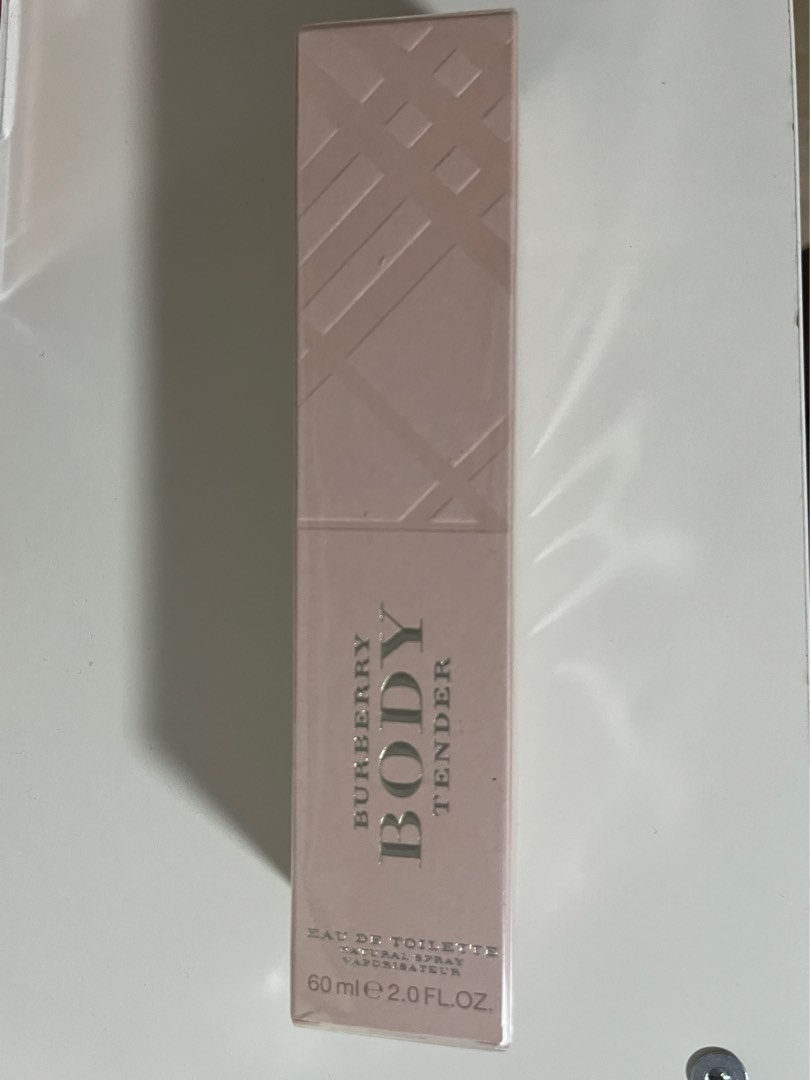 BURBERRY
BODY
TENDER
EAU DE TOILETTE
NATURAL SPRAY
VAPORISATEUR
60 ml ℮ 2.0 FL.OZ.